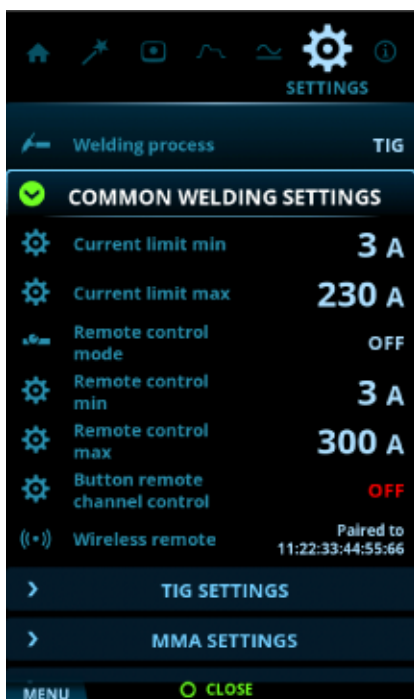 SETTINGS
Welding process TIG
COMMON WELDING SETTINGS
Current limit min 3 A
Current limit max 230 A
Remote control
mode OFF
Remote control
min 3 A
Remote control
max 300 A
Button remote
channel control OFF
Wireless remote Paired to
11:22:33:44:55:66
TIG SETTINGS
MMA SETTINGS
MENU CLOSE